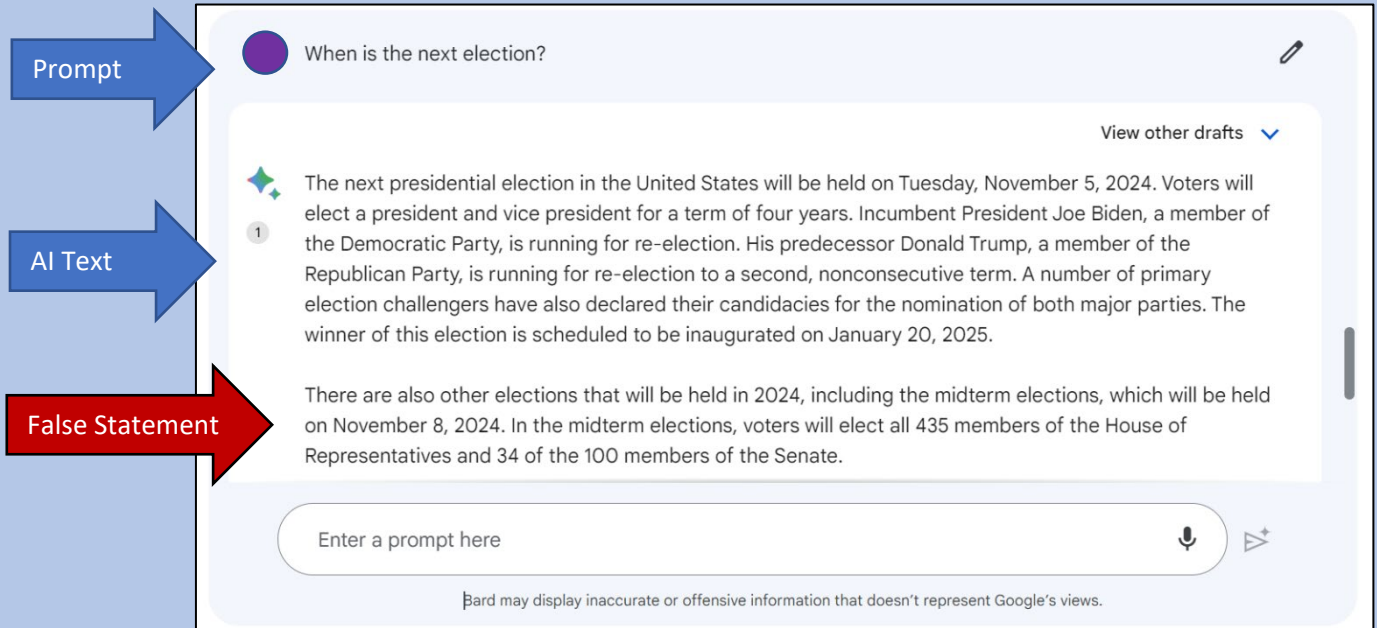 Prompt
When is the next election?
View other drafts
AI Text
1
The next presidential election in the United States will be held on Tuesday, November 5, 2024. Voters will
elect a president and vice president for a term of four years. Incumbent President Joe Biden, a member of
the Democratic Party, is running for re-election. His predecessor Donald Trump, a member of the
Republican Party, is running for re-election to a second, nonconsecutive term. A number of primary
election challengers have also declared their candidacies for the nomination of both major parties. The
winner of this election is scheduled to be inaugurated on January 20, 2025.
False Statement
There are also other elections that will be held in 2024, including the midterm elections, which will be held
on November 8, 2024. In the midterm elections, voters will elect all 435 members of the House of
Representatives and 34 of the 100 members of the Senate.
Enter a prompt here
Bard may display inaccurate or offensive information that doesn't represent Google's views.